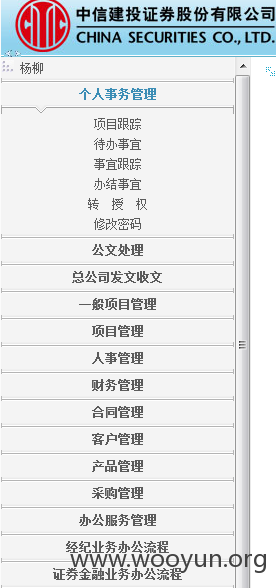 中信建投证券股份有限公司
CHINA SECURITIES CO., LTD.
杨柳
个人事务管理
项目跟踪
待办事宜
事宜跟踪
办结事宜
转 授 权
修改密码
公文处理
总公司发文收文
一般项目管理
项目管理
人事管理
财务管理
合同管理
客户管理
产品管理
采购管理
办公服务管理
经纪业务办公流程
www.wooyun.org
证券金融业务办公流程